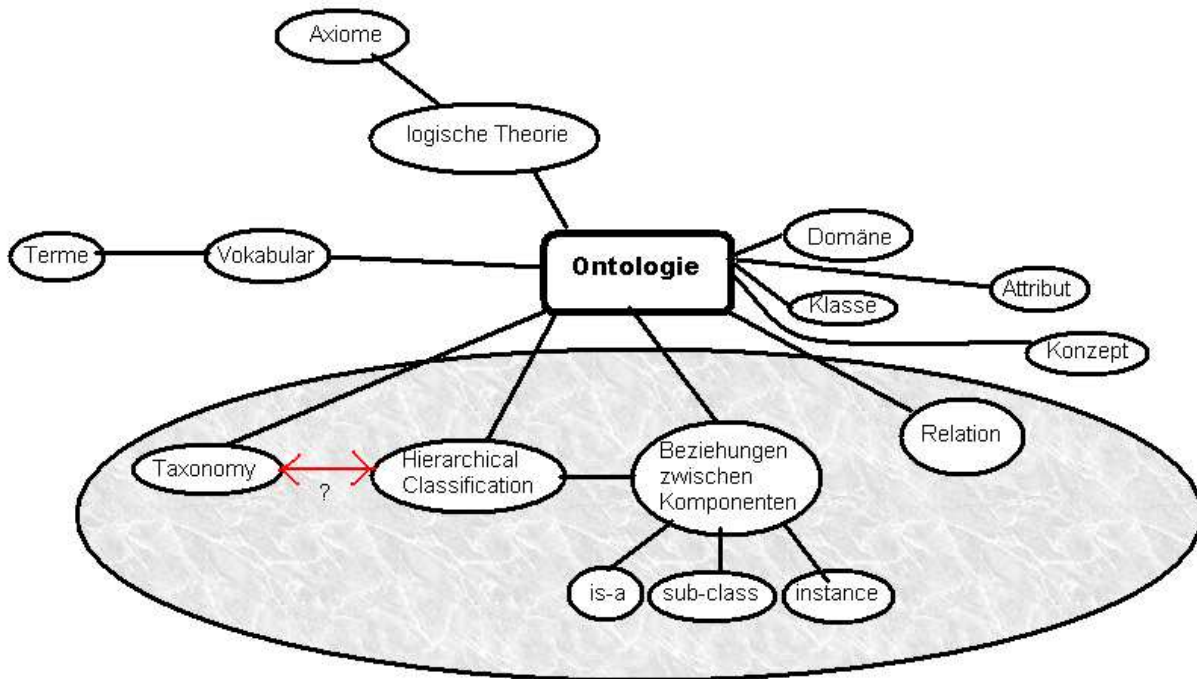 Axiome
logische Theorie
Domäne
Terme
Vokabular
Ontologie
Attribut
Klasse
Konzept
Relation
Taxonomy
?
Hierarchical
Classification
Beziehungen
zwischen
Komponenten
is-a
sub-class
instance